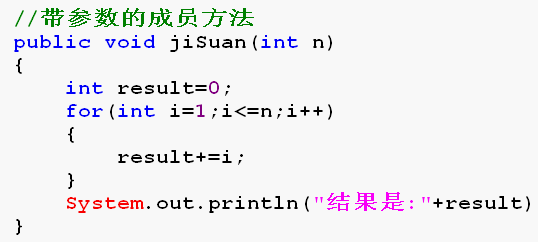 //带参数的成员方法
public void jiSuan(int n)
{
    int result=0;
    for(int i=1;i<=n;i++)
    {
        result+=i;
    }
    System.out.println("结果是:"+result)
}